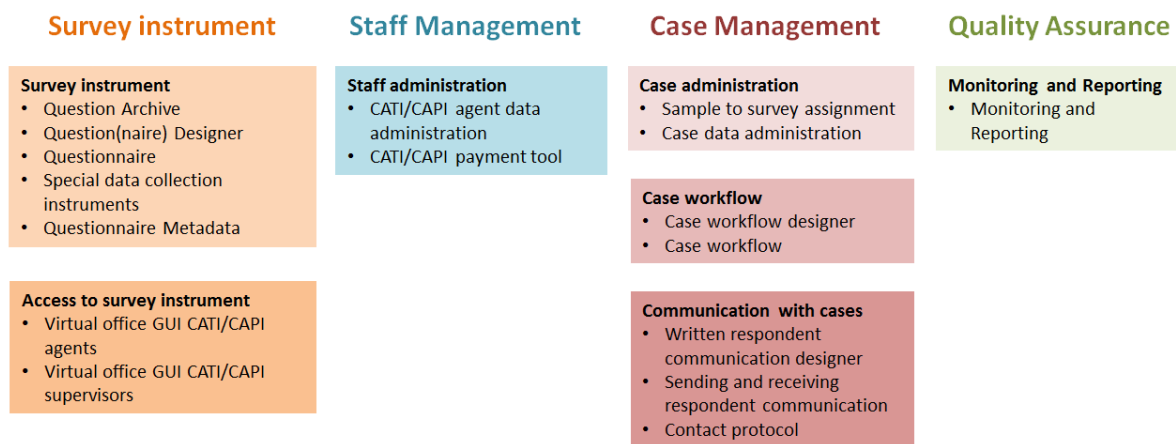 Survey instrument
Staff Management
Case Management
Quality Assurance
Survey instrument
• Question Archive
• Question(naire) Designer
• Questionnaire
• Special data collection
instruments
• Questionnaire Metadata
Access to survey instrument
• Virtual office GUI CATI/CAPI
agents
• Virtual office GUI CATI/CAPI
supervisors
Staff administration
• CATI/CAPI agent data
administration
• CATI/CAPI payment tool
Case administration
• Sample to survey assignment
• Case data administration
Case workflow
• Case workflow designer
• Case workflow
Communication with cases
• Written respondent
communication designer
• Sending and receiving
respondent communication
• Contact protocol
Monitoring and Reporting
• Monitoring and
Reporting